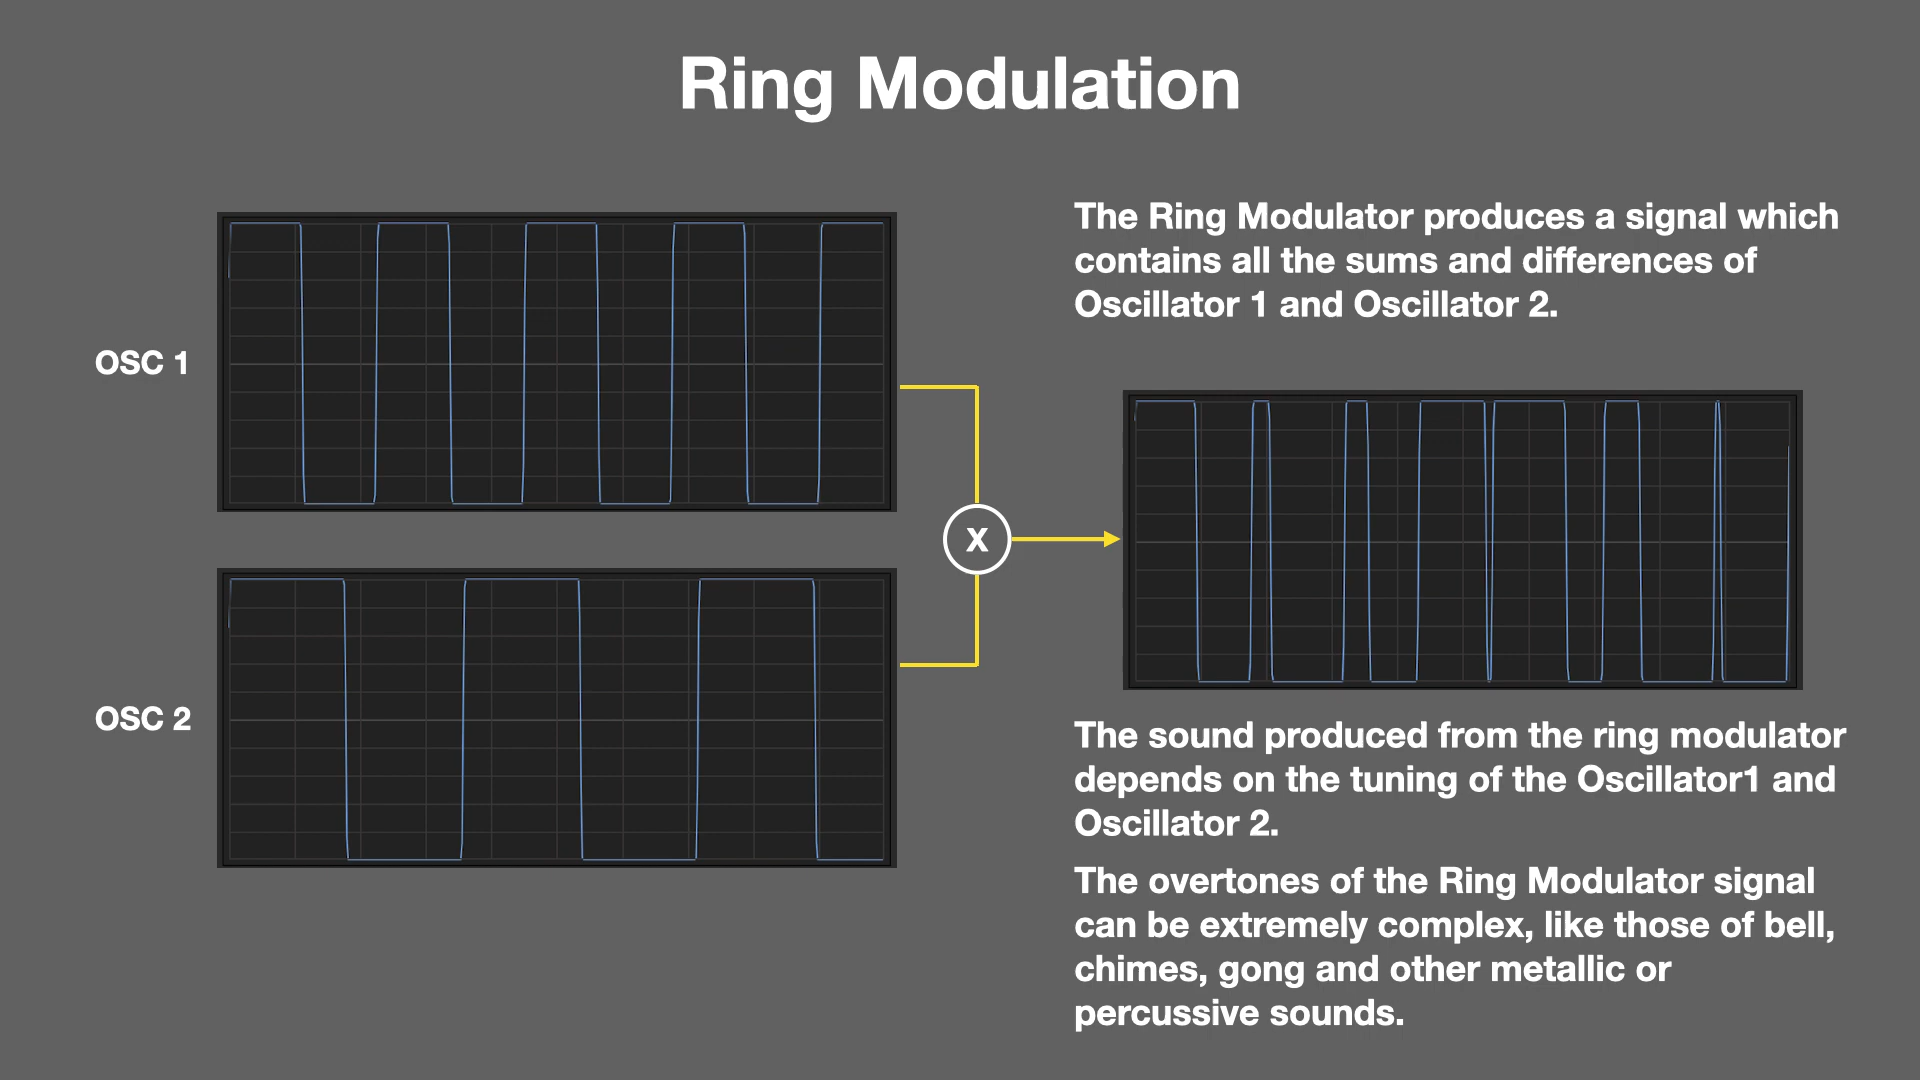 Ring Modulation
The Ring Modulator produces a signal which
contains all the sums and differences of
Oscillator 1 and Oscillator 2.
OSC 1
X
OSC 2
The sound produced from the ring modulator
depends on the tuning of the Oscillator1 and
Oscillator 2.
The overtones of the Ring Modulator signal
can be extremely complex, like those of bell,
chimes, gong and other metallic or
percussive sounds.